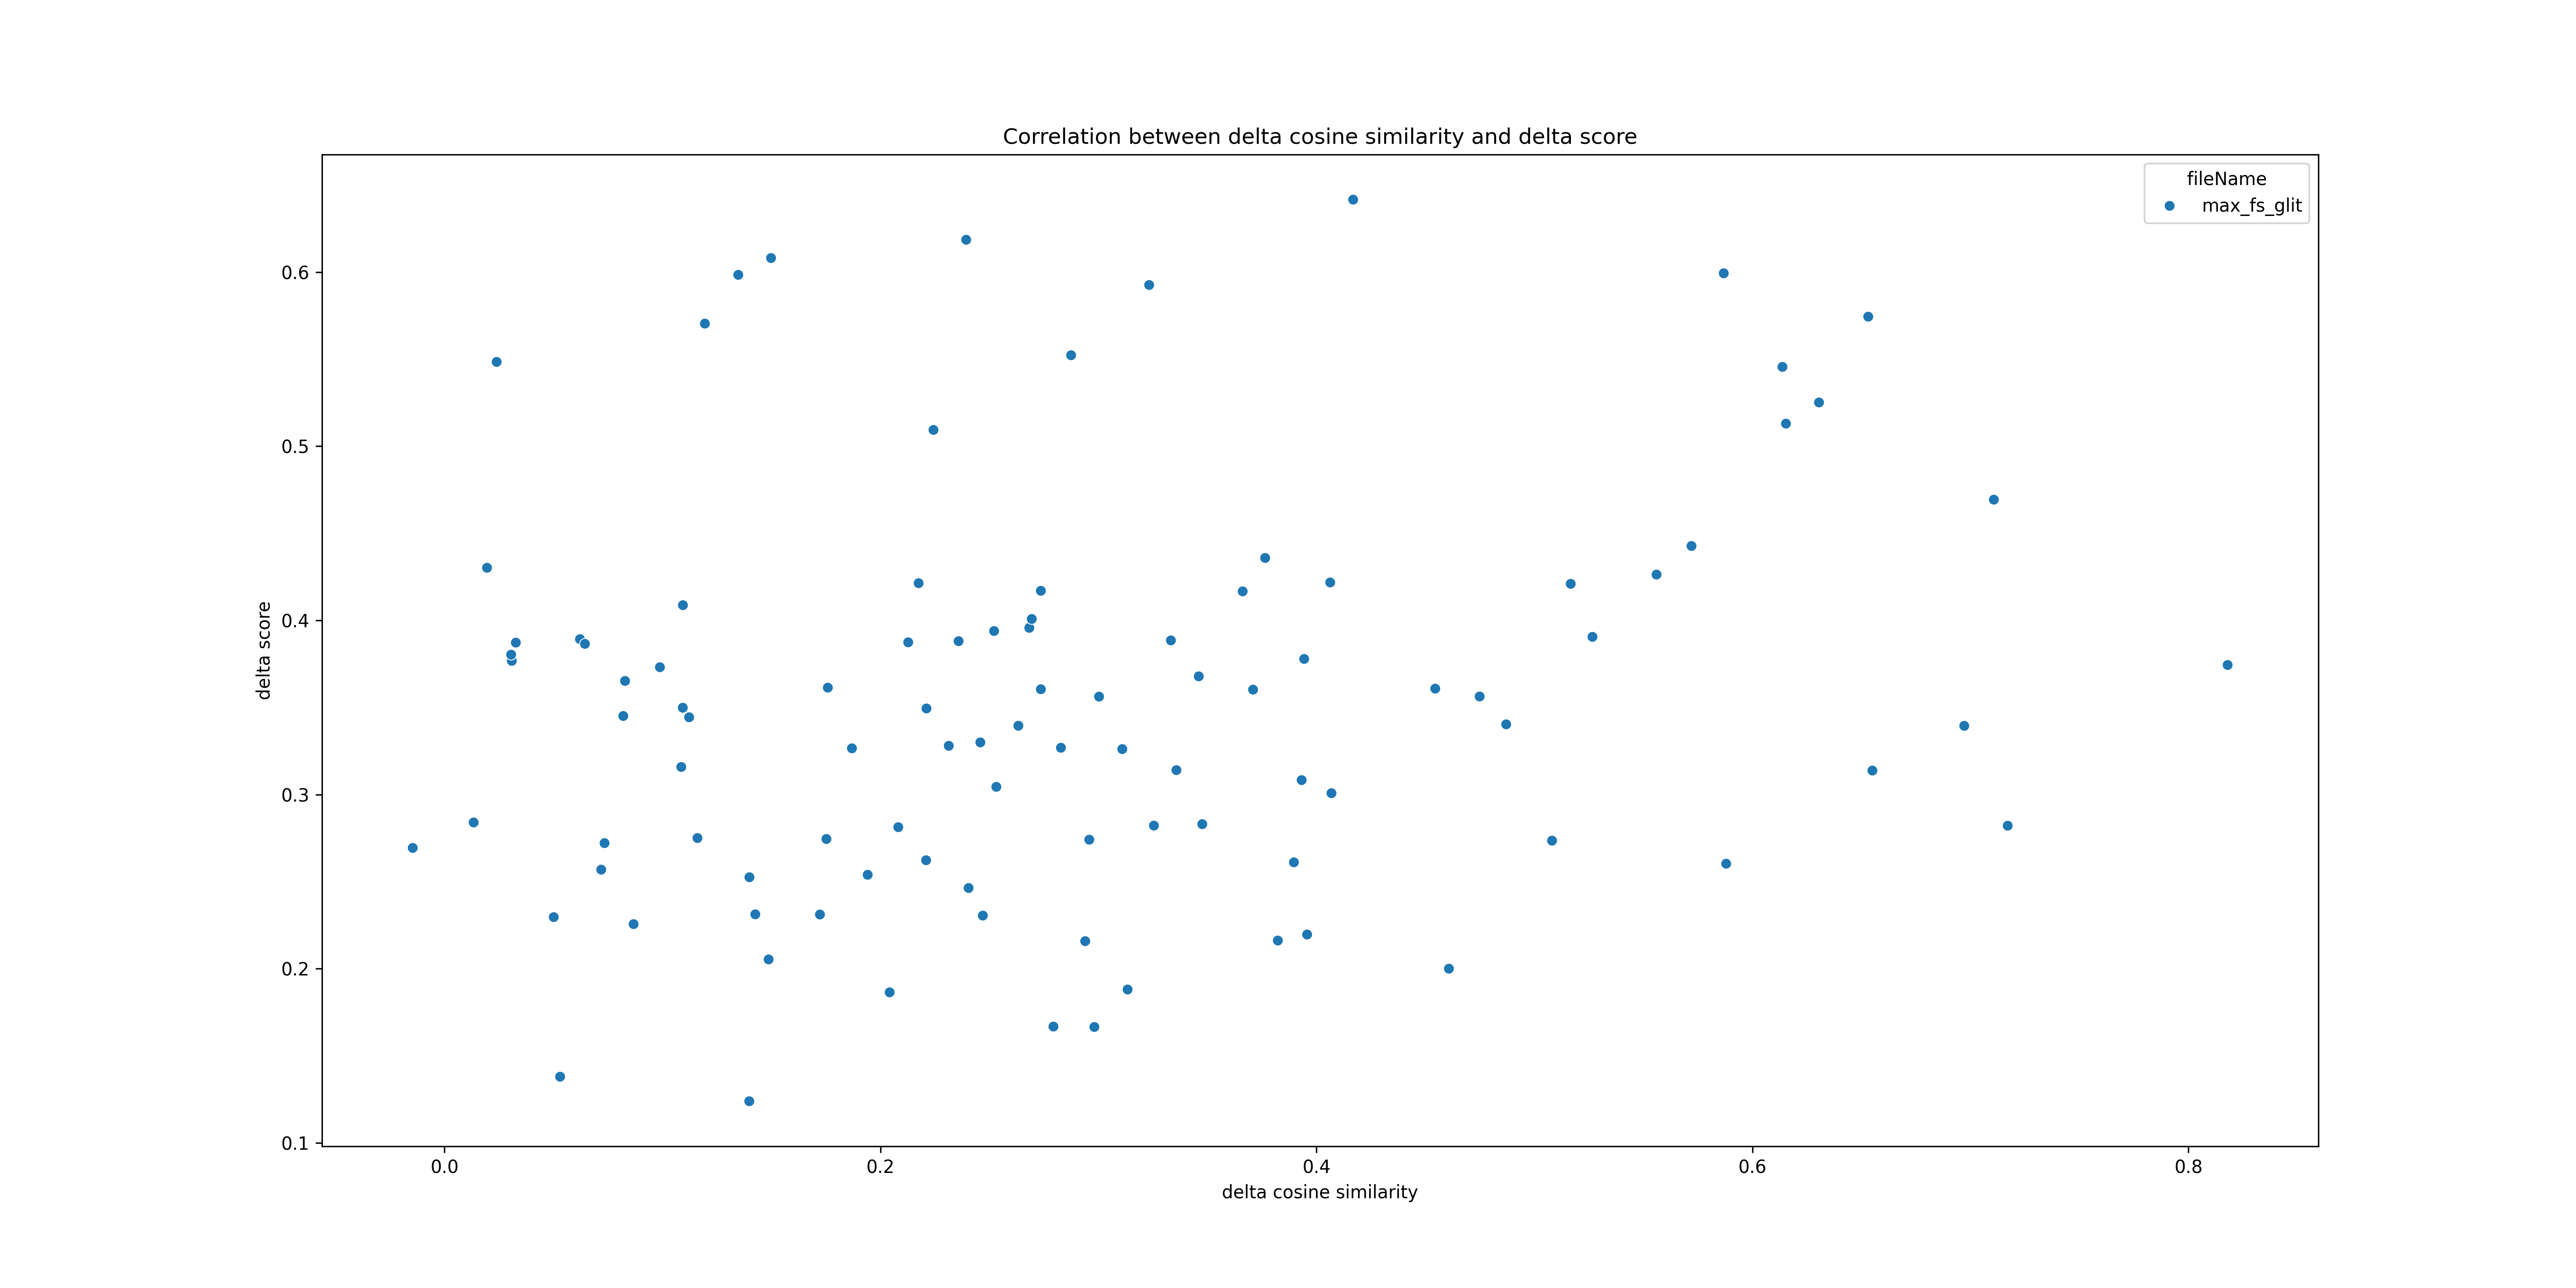 Correlation between delta cosine similarity and delta score
fileName
max_fs_glit
0.6
0.5
0.4
0.3
0.2
0.1
delta score
0.0
0.2
0.4
0.6
0.8
delta cosine similarity